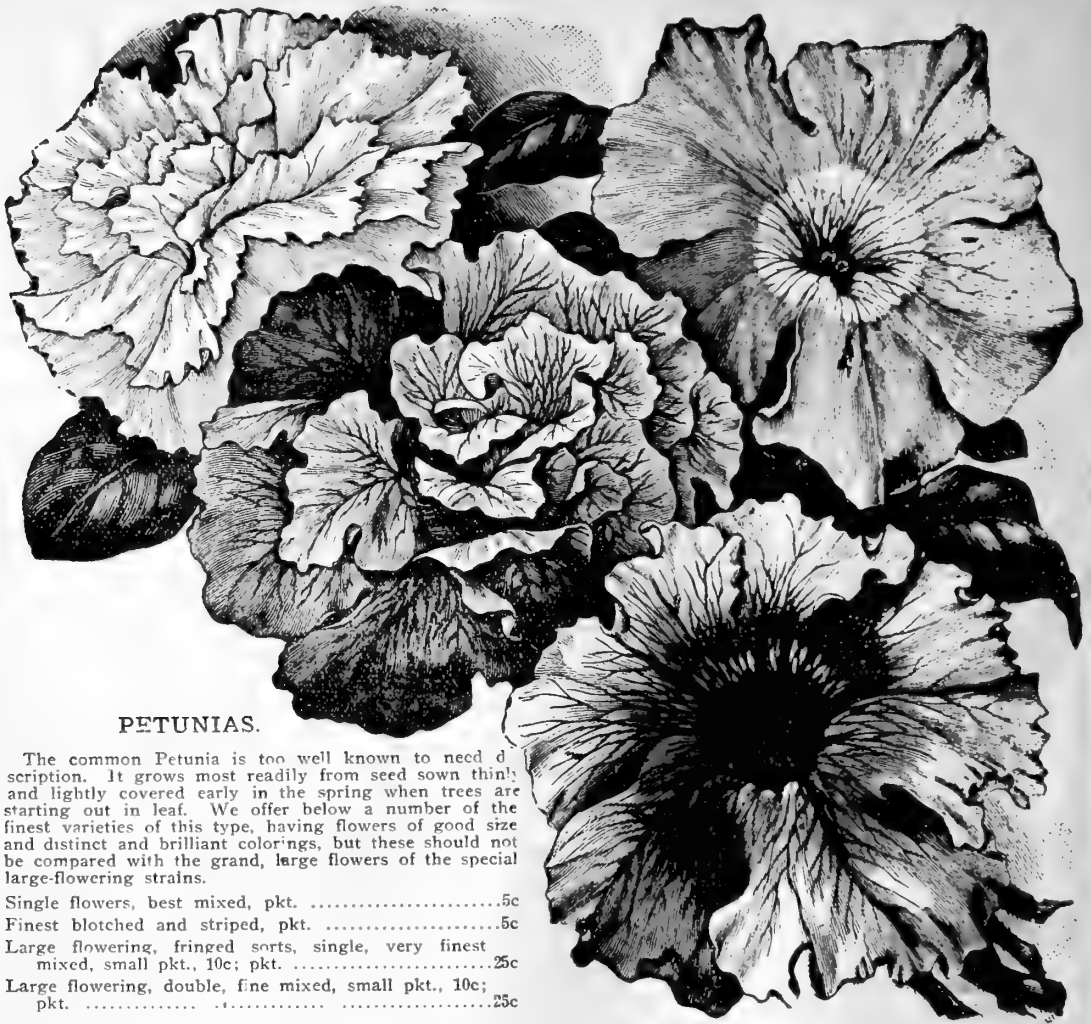 PETUNIAS.
The common Petunia is too well known to need d
scription. It grows most readily from seed sown thinly
and lightly covered early in the spring when trees are
starting out in leaf. We offer below a number of the
finest varieties of this type, having flowers of good size
and distinct and brilliant colorings, but these should not
be compared with the grand, large flowers of the special
large-flowering strains.
Single flowers, best mixed, pkt. ........................5c
Finest blotched and striped, pkt. .......................5c
Large flowering, fringed sorts, single, very finest
mixed, small pkt., 10c; pkt. .........................25c
Large flowering, double, fine mixed, small pkt., 10c;
pkt. .............. ............. ...................25c